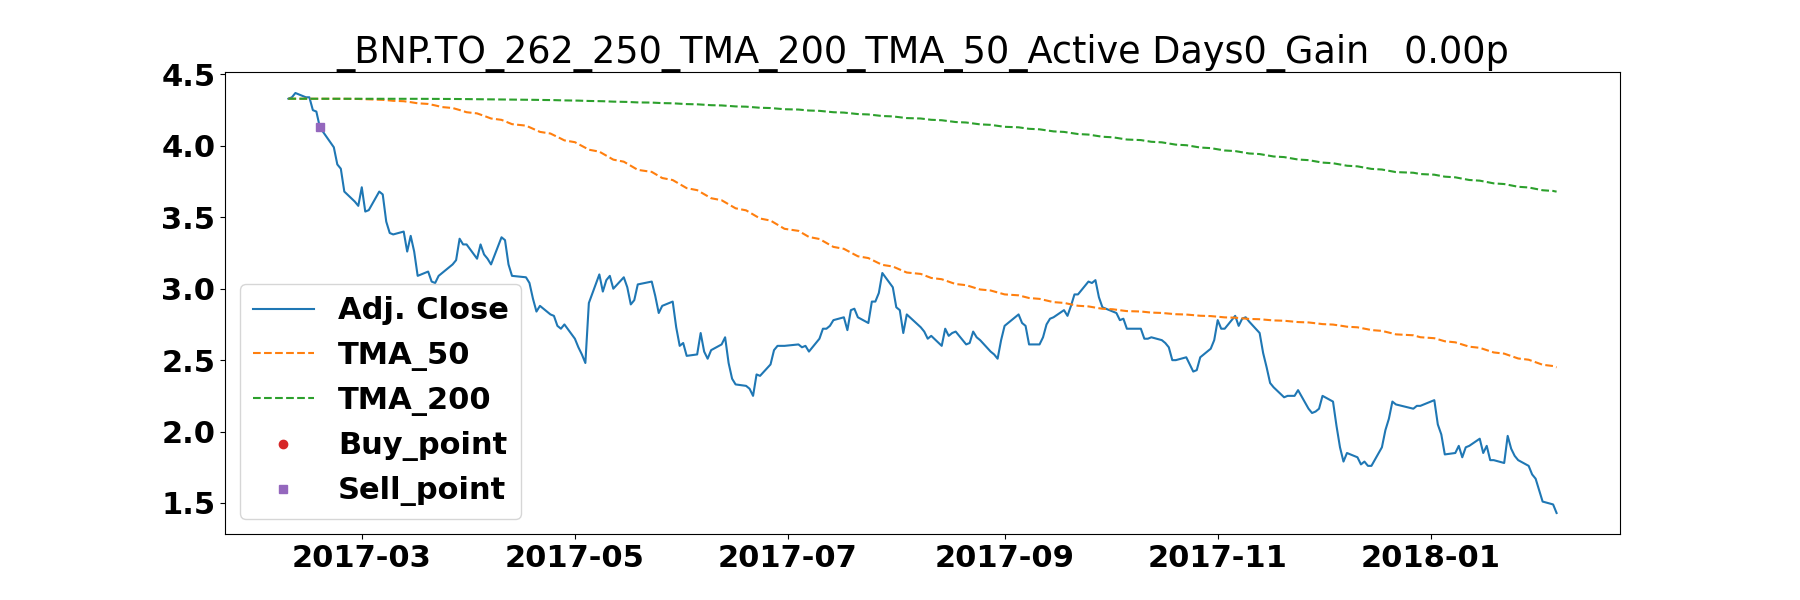 _BNP.TO_262_250_TMA_200_TMA_50_Active Days0_Gain   0.00p
4.5
4.0
3.5
3.0
2.5
2.0
1.5
Adj. Close
TMA_50
TMA_200
Buy_point
Sell_point
2017-03 2017-05 2017-07 2017-09 2017-11 2018-01